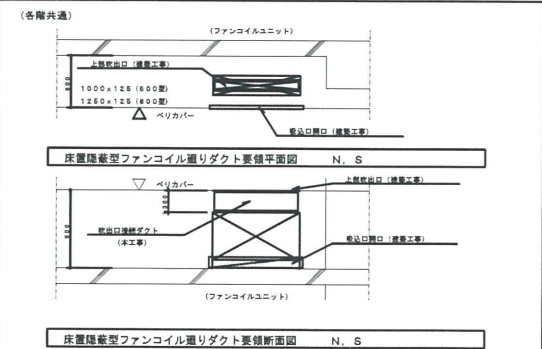 (各階共通)
(ファンコイルユニット)
上部吹出口 (建築工事)
1000x125 (600型)
1250x125 (800型)
ペリカバー
吸込口開口 (建築工事)
床置隠蔽型ファンコイル廻りダクト要領平面図 N. S
ペリカバー
上部吹出口 (建築工事)
吹出口接続ダクト
(本工事)
吸込口開口 (建築工事)
(ファンコイルユニット)
床置隠蔽型ファンコイル廻りダクト要領断面図 N. S